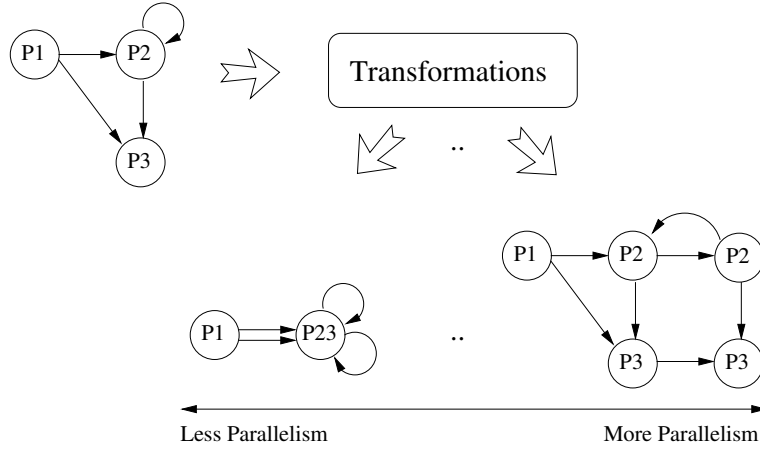 P1
P2
P3
Transformations
..
P1
P2
P2
P1
P23
..
P3
P3
Less Parallelism
More Parallelism